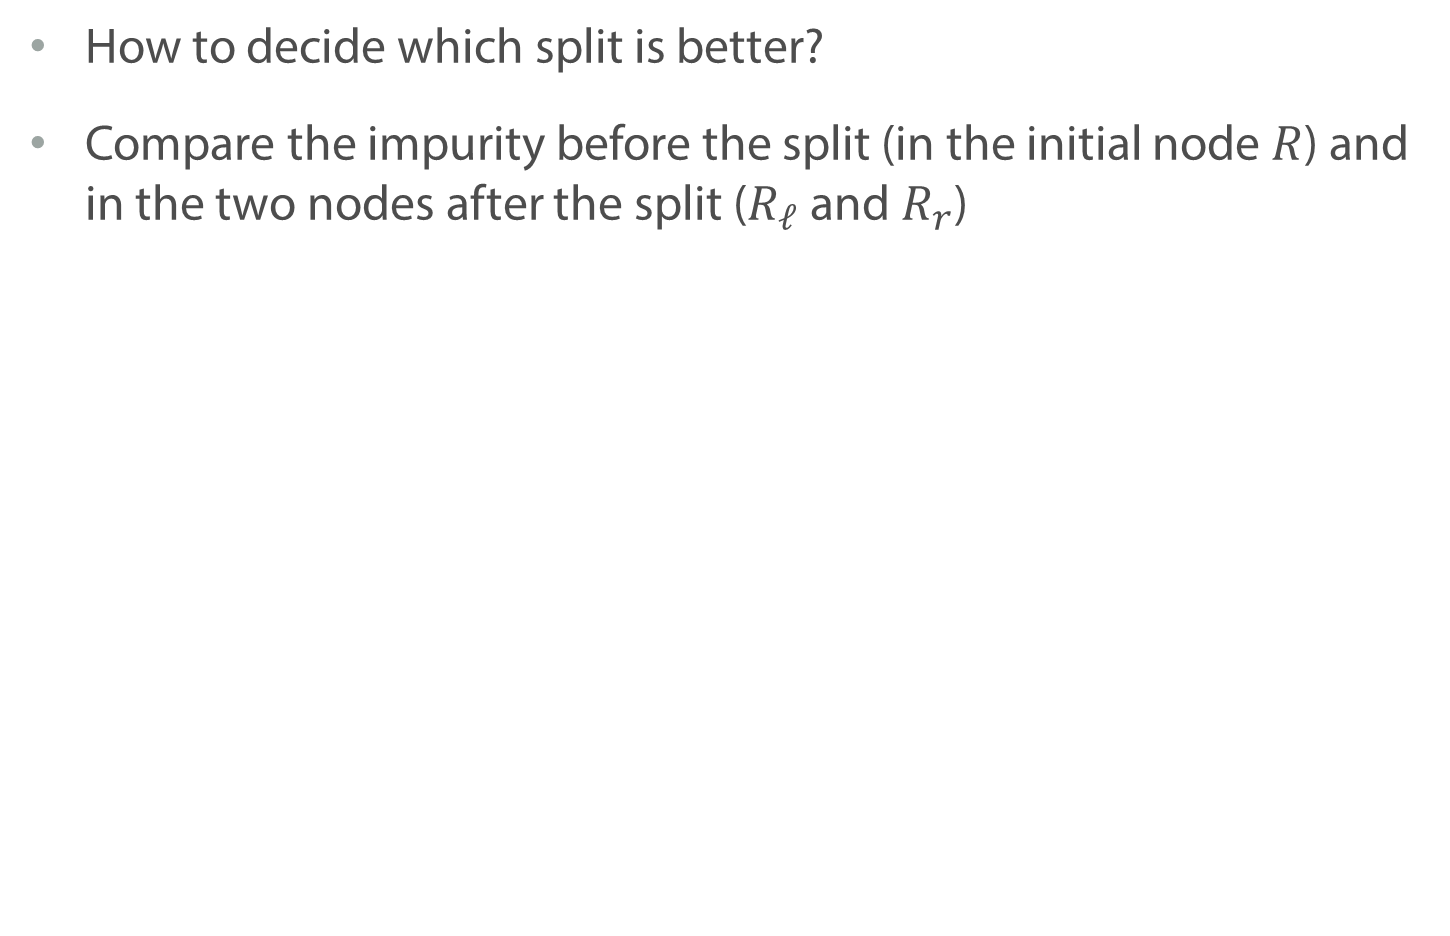 • How to decide which split is better?
• Compare the impurity before the split (in the initial node R) and
in the two nodes after the split (Rℓ and Rr)